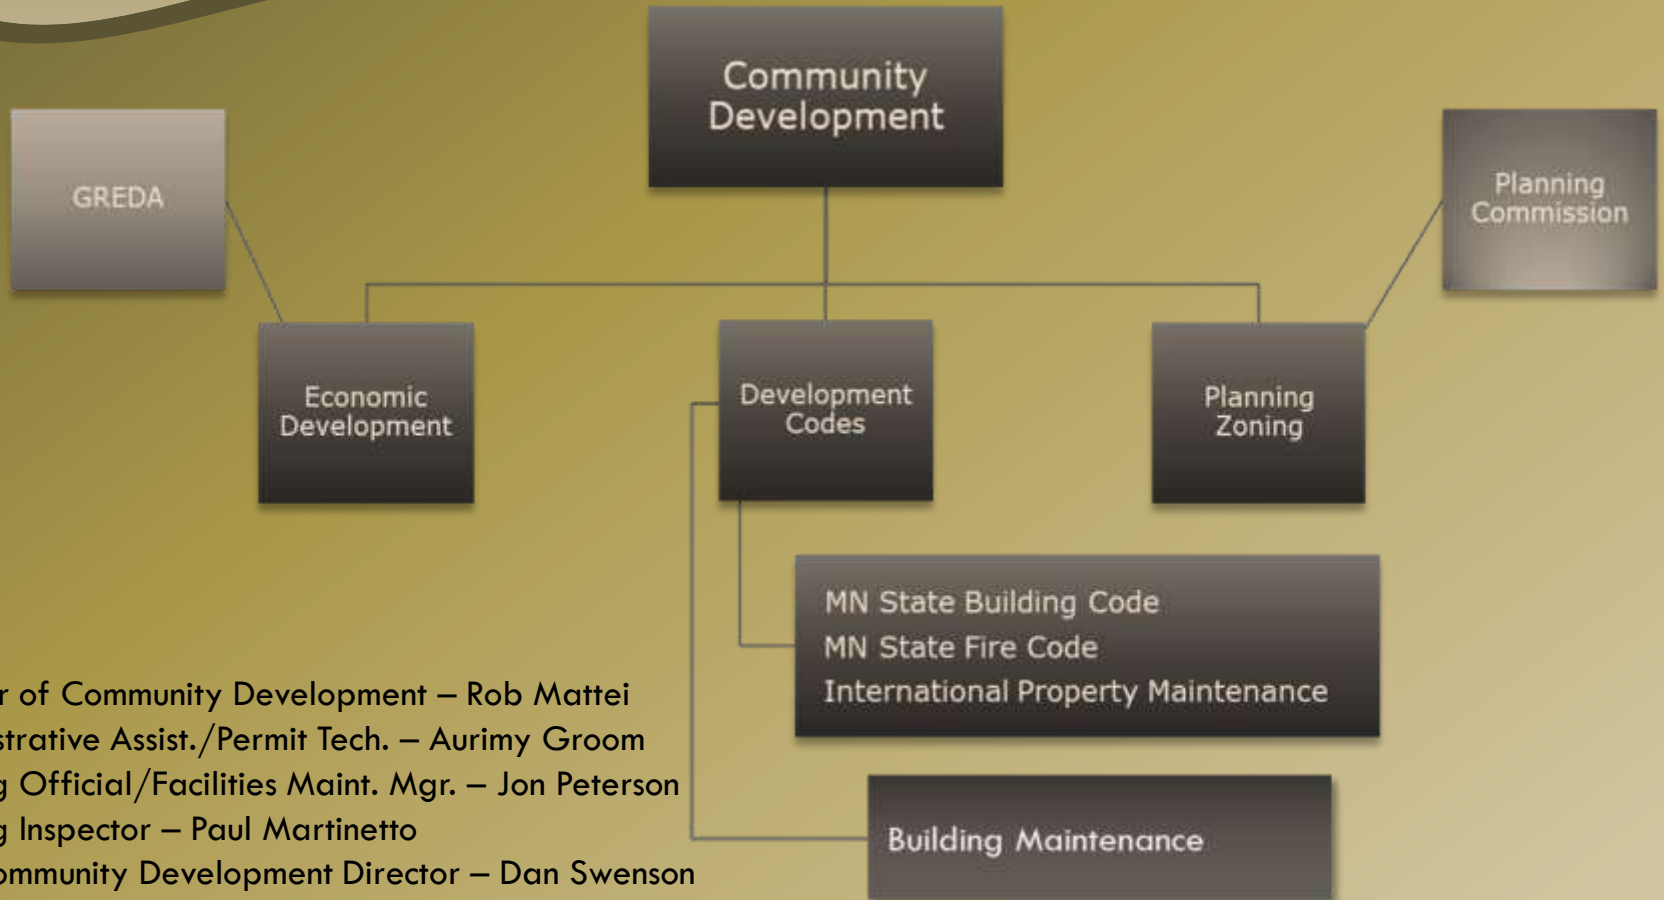 Community
Development
GREDA
Planning
Commission
Economic
Development
Development
Codes
Planning
Zoning
MN State Building Code
MN State Fire Code
International Property Maintenance
r of Community Development – Rob Mattei
strative Assist./Permit Tech. – Aurimy Groom
g Official/Facilities Maint. Mgr. – Jon Peterson
g Inspector – Paul Martinetto
ommunity Development Director – Dan Swenson
Building Maintenance